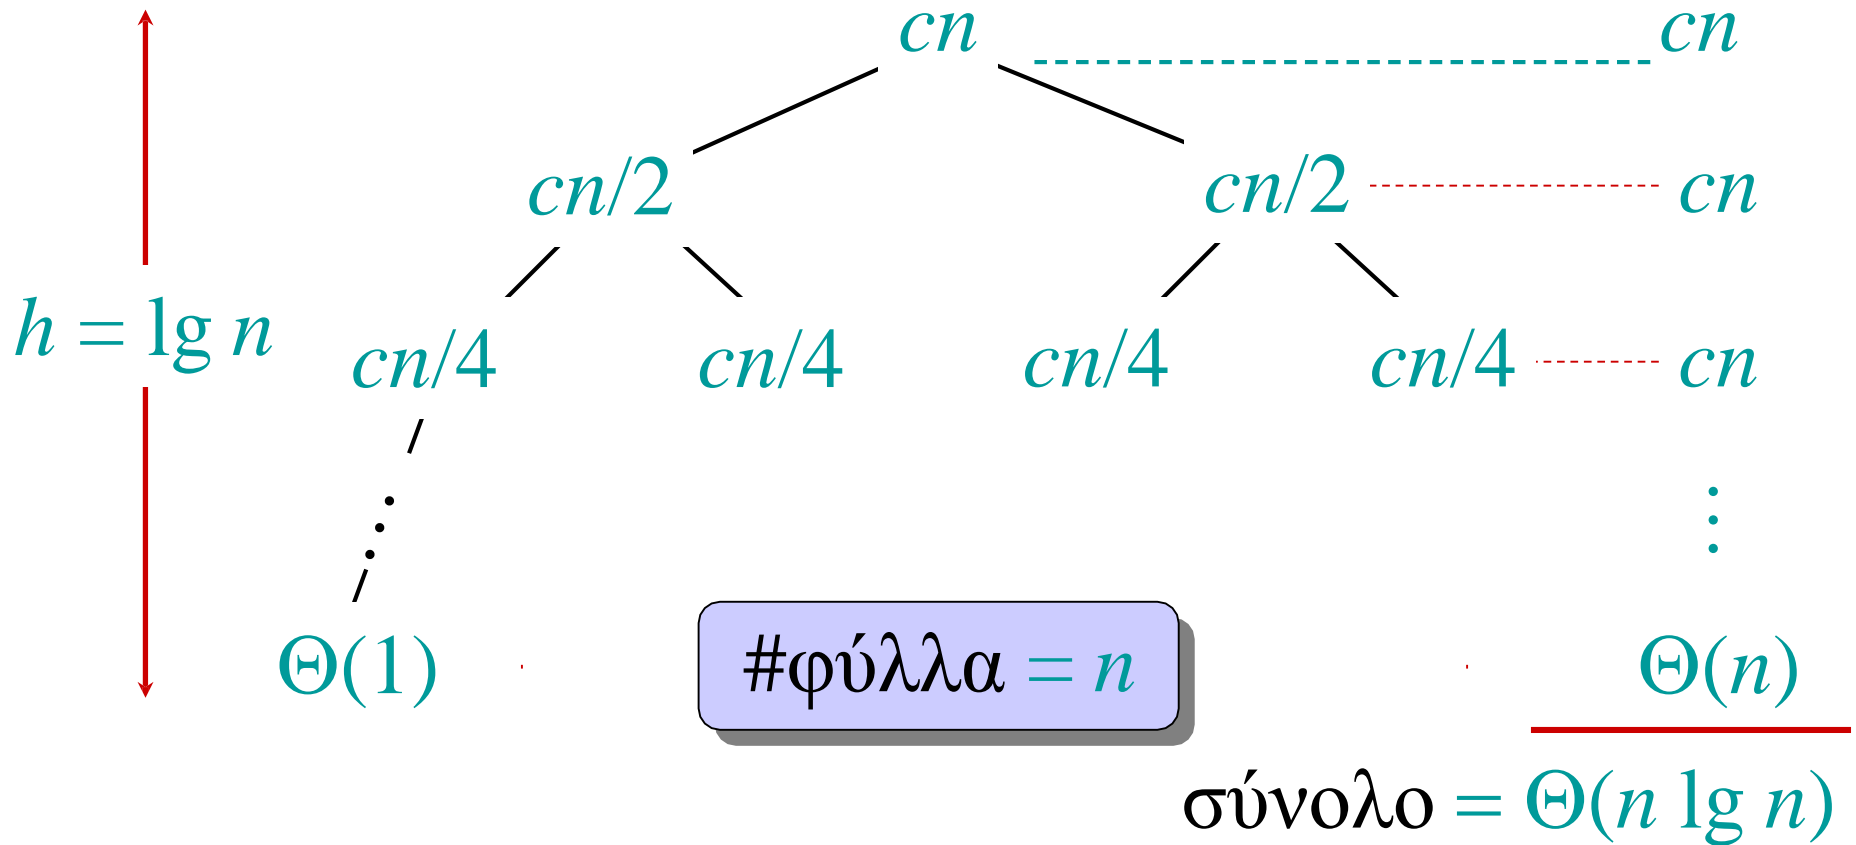 cn cn
cn/2 cn/2 cn
h = lg n
cn/4 cn/4 cn/4 cn/4 cn
Θ(1) #φύλλα = n Θ(n)
σύνολο = Θ(n lg n)